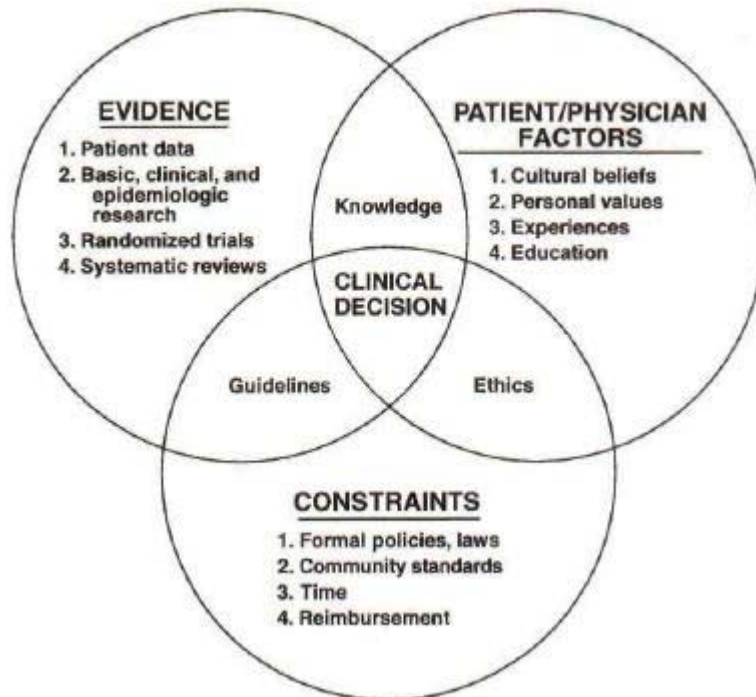 EVIDENCE
1. Patient data
2. Basic, clinical, and
epidemiologic
research
3. Randomized trials
4. Systematic reviews
PATIENT/PHYSICIAN
FACTORS
1. Cultural beliefs
2. Personal values
3. Experiences
4. Education
Knowledge
CLINICAL
DECISION
Guidelines
Ethics
CONSTRAINTS
1. Formal policies, laws
2. Community standards
3. Time
4. Reimbursement